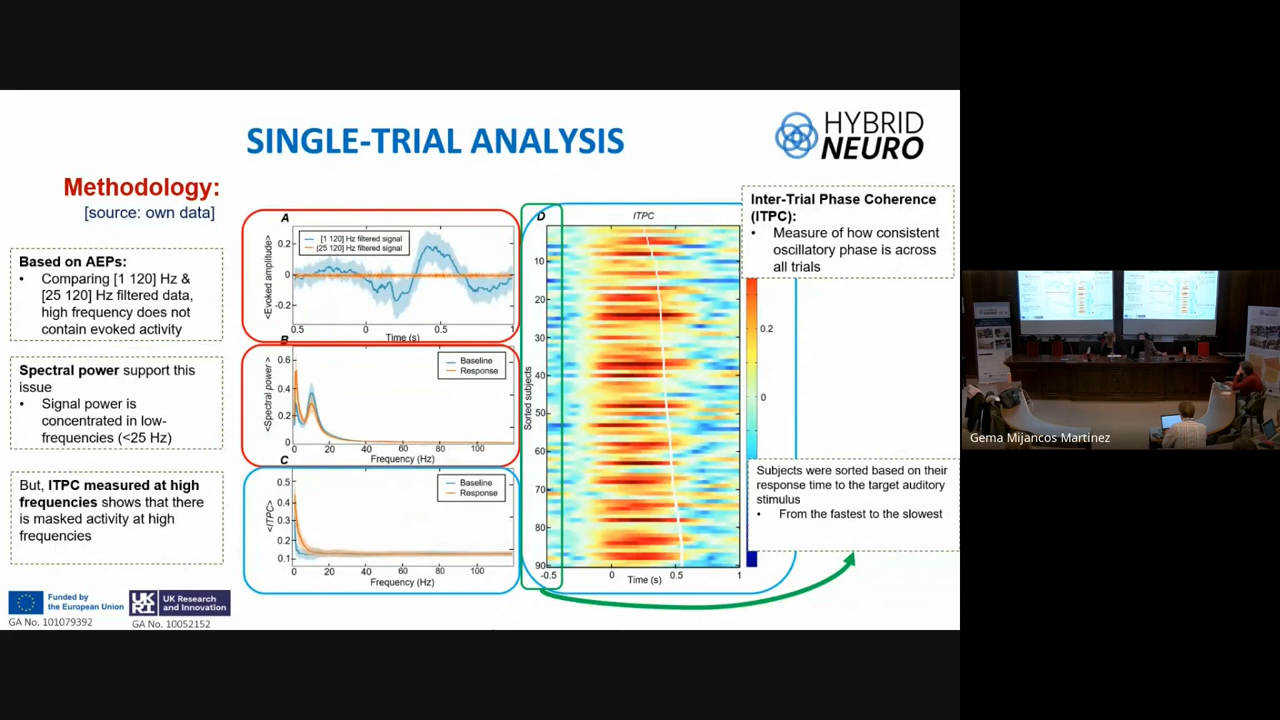 SINGLE-TRIAL ANALYSIS
HYBRID
NEURO
Methodology:
[source: own data]
Based on AEPs:
• Comparing [1 120] Hz &
[25 120] Hz filtered data,
high frequency does not
contain evoked activity
Spectral power support this
issue
• Signal power is
concentrated in low-
frequencies (<25 Hz)
But, ITPC measured at high
frequencies shows that there
is masked activity at high
frequencies
Funded by
the European Union
GA No. 101079392
UK
RI
UK Research
and Innovation
GA No. 10052152
A
[1 120] Hz filtered signal
[25 120] Hz filtered signal
<Evoked amplitude>
0.2
0
-0.2
0.5
0
0.5
1
Time (s)
B
Baseline
Response
<Spectral power>
0.6
0.4
0.2
0
0 20 40 60 80 100
Frequency (Hz)
C
Baseline
Response
<ITPC>
0.5
0.4
0.3
0.2
0.1
0 20 40 60 80 100
Frequency (Hz)
D
ITPC
Sorted subjects
10
20
30
40
50
60
70
80
90
-0.5 0 0.5 1
Time (s)
0.2
0
Inter-Trial Phase Coherence
(ITPC):
• Measure of how consistent
oscillatory phase is across
all trials
Subjects were sorted based on their
response time to the target auditory
stimulus
• From the fastest to the slowest
Gema Mijancos Martínez